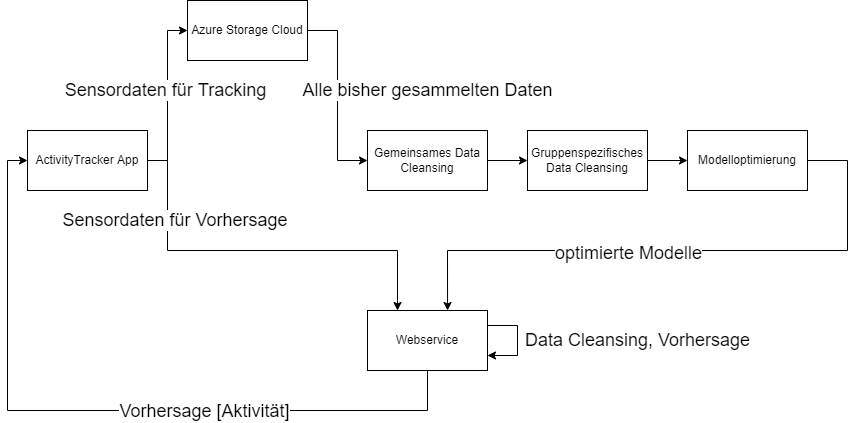 Azure Storage Cloud
Sensordaten für Tracking
Alle bisher gesammelten Daten
ActivityTracker App
Gemeinsames Data
Cleansing
Gruppenspezifisches
Data Cleansing
Modelloptimierung
Sensordaten für Vorhersage
optimierte Modelle
Webservice
Data Cleansing, Vorhersage
Vorhersage [Aktivität]